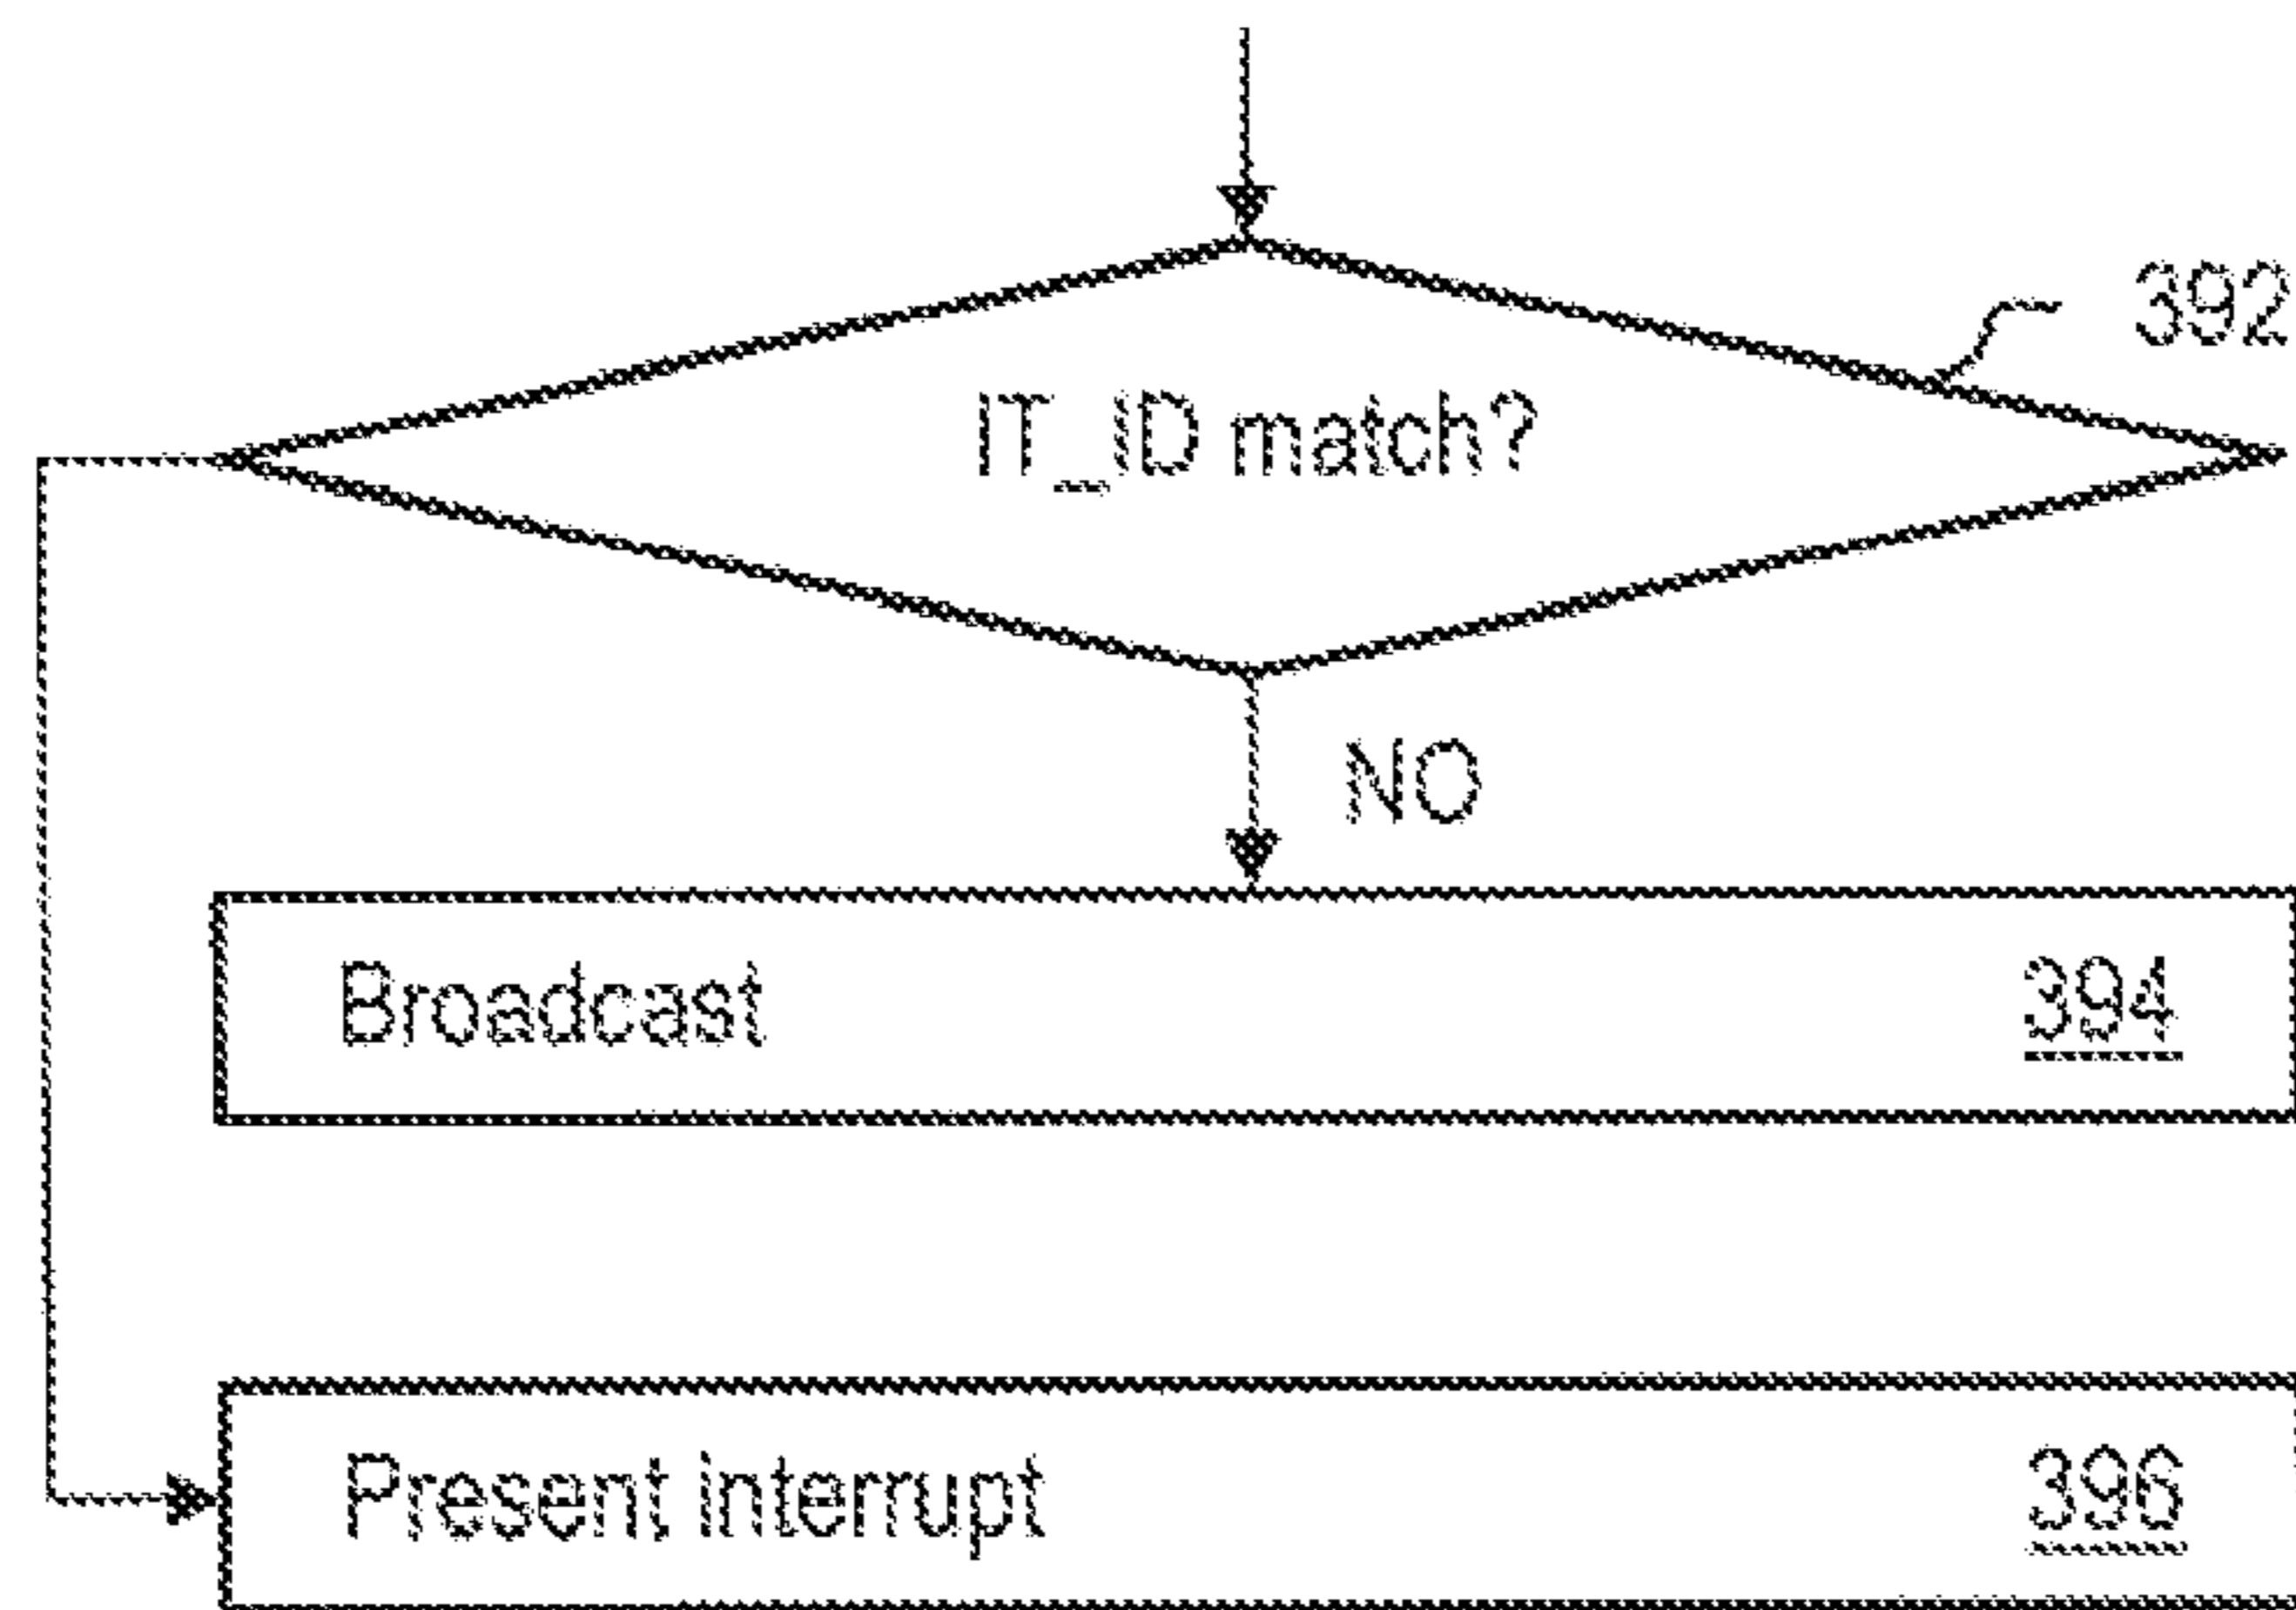 392
IT_ID match?
NO
Broadcast 394
Present interrupt 396